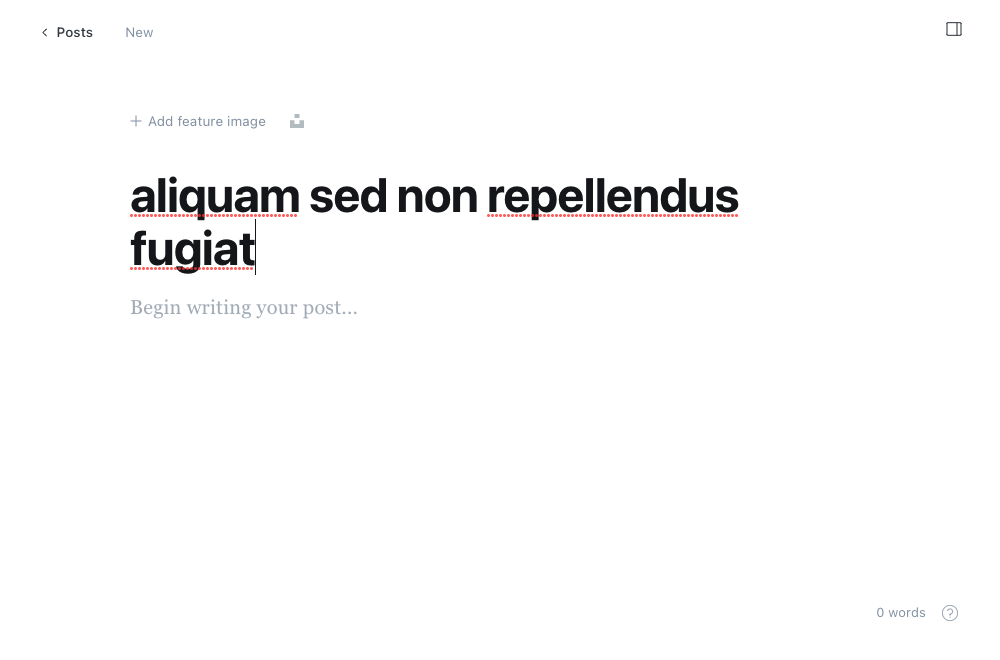 Posts
New
Add feature image
aliquam sed non repellendus
fugiat
Begin writing your post...
0 words